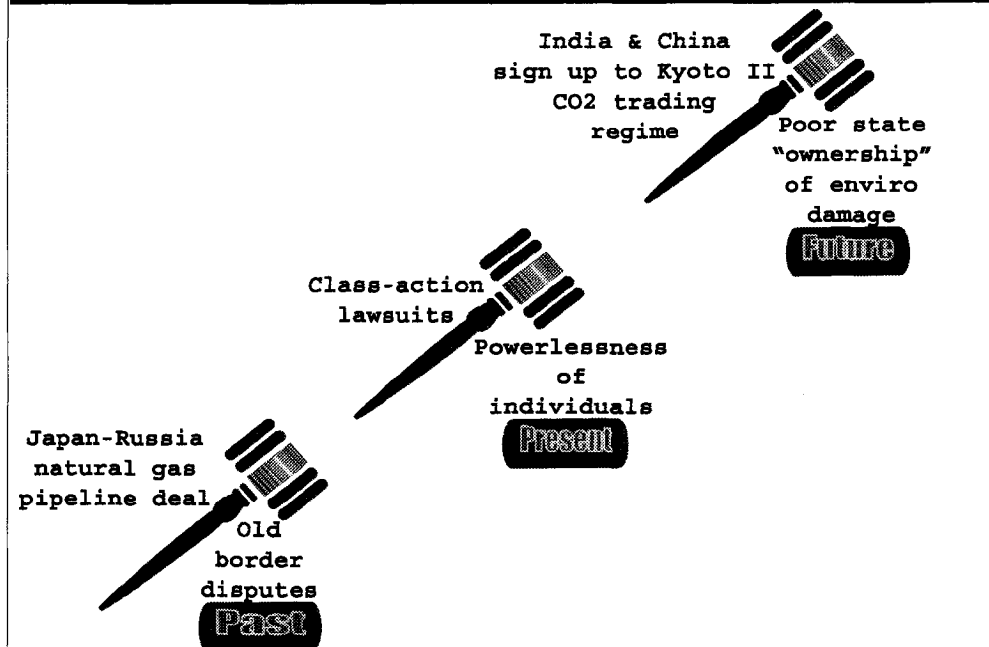 India & China
sign up to Kyoto II
CO2 trading
regime
Poor state
"ownership"
of enviro
damage
Future
Class-action
lawsuits
Powerlessness
of
individuals
Present
Japan-Russia
natural gas
pipeline deal
Old
border
disputes
Past